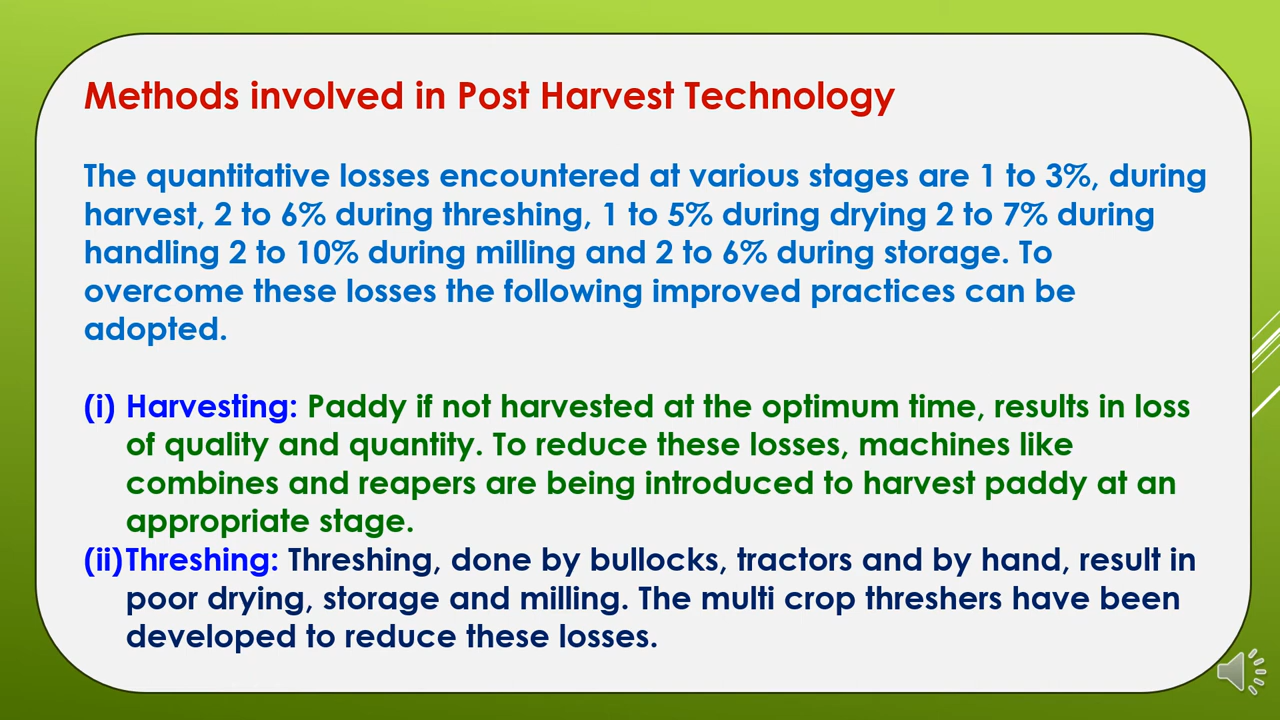 Methods involved in Post Harvest Technology
The quantitative losses encountered at various stages are 1 to 3%, during
harvest, 2 to 6% during threshing, 1 to 5% during drying 2 to 7% during
handling 2 to 10% during milling and 2 to 6% during storage. To
overcome these losses the following improved practices can be
adopted.
(i) Harvesting: Paddy if not harvested at the optimum time, results in loss
of quality and quantity. To reduce these losses, machines like
combines and reapers are being introduced to harvest paddy at an
appropriate stage.
(ii)Threshing: Threshing, done by bullocks, tractors and by hand, result in
poor drying, storage and milling. The multi crop threshers have been
developed to reduce these losses.